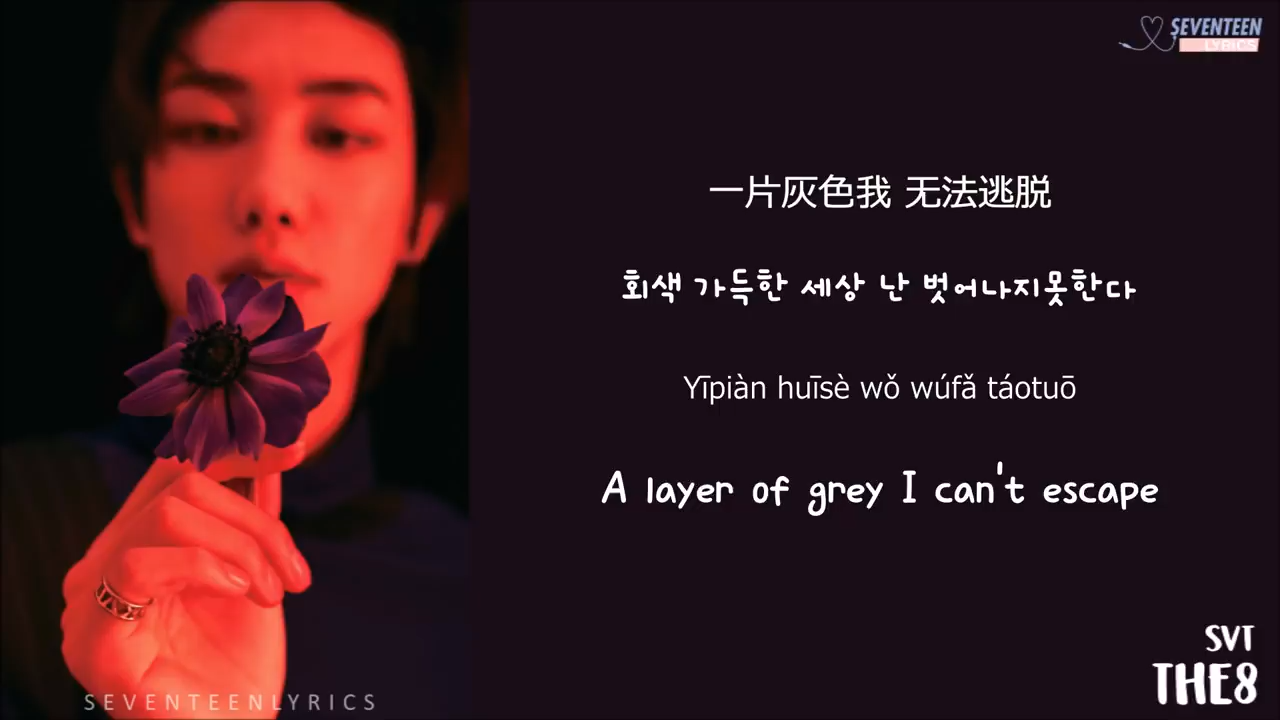 SEVENTEEN
LYRICS
一片灰色我 无法逃脱
회색 가득한 세상 난 벗어나지못한다
Yīpiàn huīsè wǒ wúfǎ táotuō
A layer of grey I can't escape
SVT
THE8
SEVENTEENLYRICS